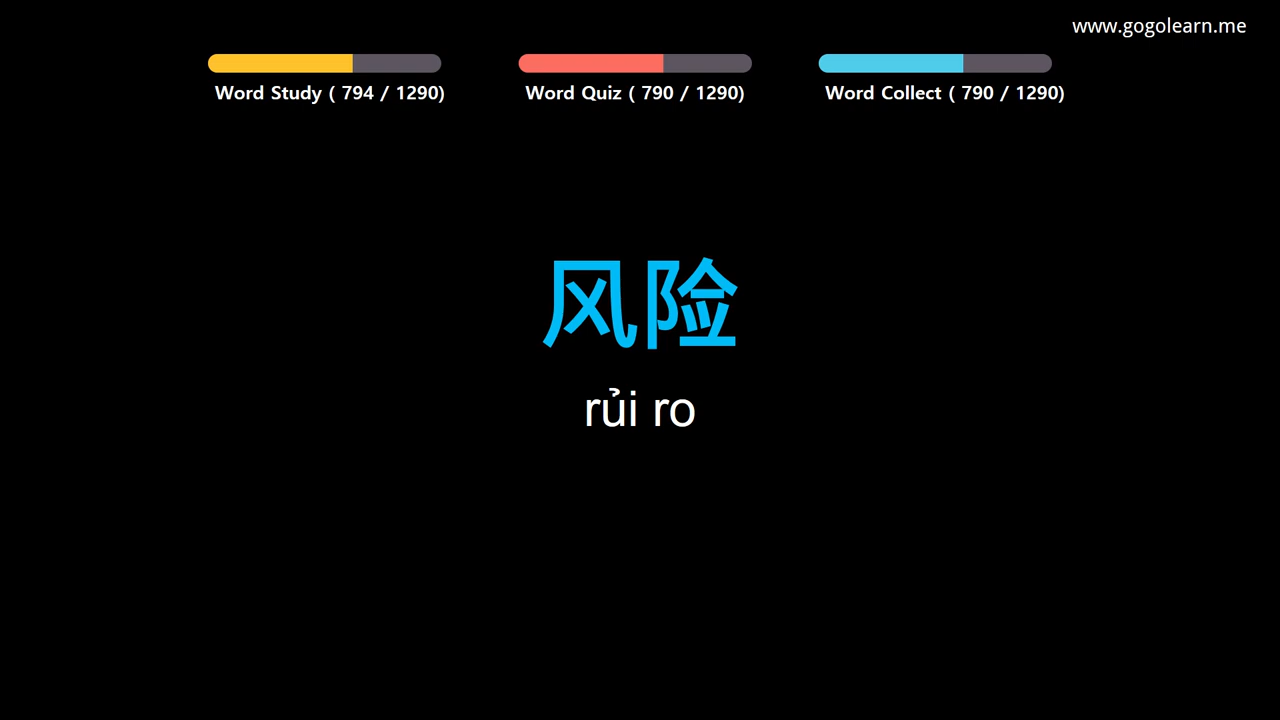 www.gogolearn.me
Word Study ( 794 / 1290)
Word Quiz ( 790 / 1290)
Word Collect ( 790 / 1290)
风险
rủi ro